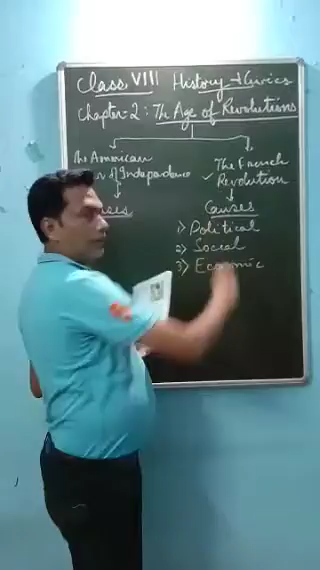 Class VIII History & Civics
Chapter-2: The Age of Revolutions
The American
of Independence
The French
✓ Revolution
Causes
1) Political
2) Social
3) Economic